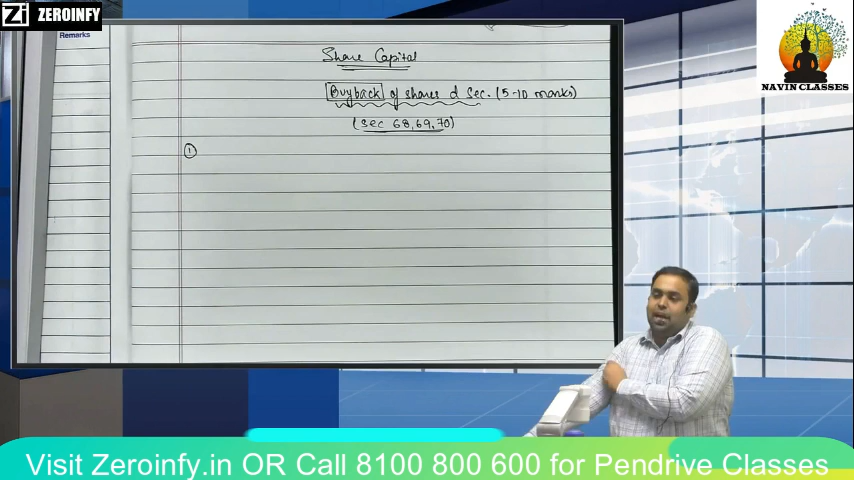 Zi ZEROINFY
Remarks
Share Capital
Buyback of shares & Sec. (5-10 marks)
(Sec 68,69,70)
1
NAVIN CLASSES
Visit Zeroinfy.in OR Call 8100 800 600 for Pendrive Classes